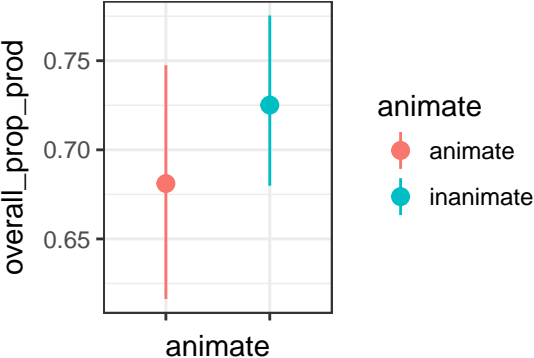 overall_prop_prod
0.75
0.70
0.65
animate
animate
animate
inanimate